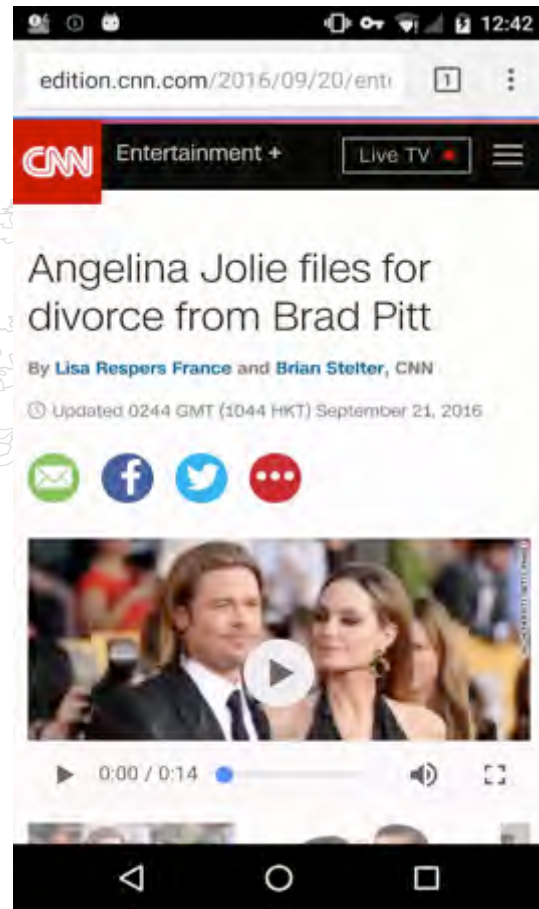 12:42
edition.cnn.com/2016/09/20/ent
1
CNN
Entertainment +
Live TV
Angelina Jolie files for
divorce from Brad Pitt
By Lisa Respers France and Brian Stelter, CNN
Updated 0244 GMT (1044 HKT) September 21, 2016
0:00 / 0:14